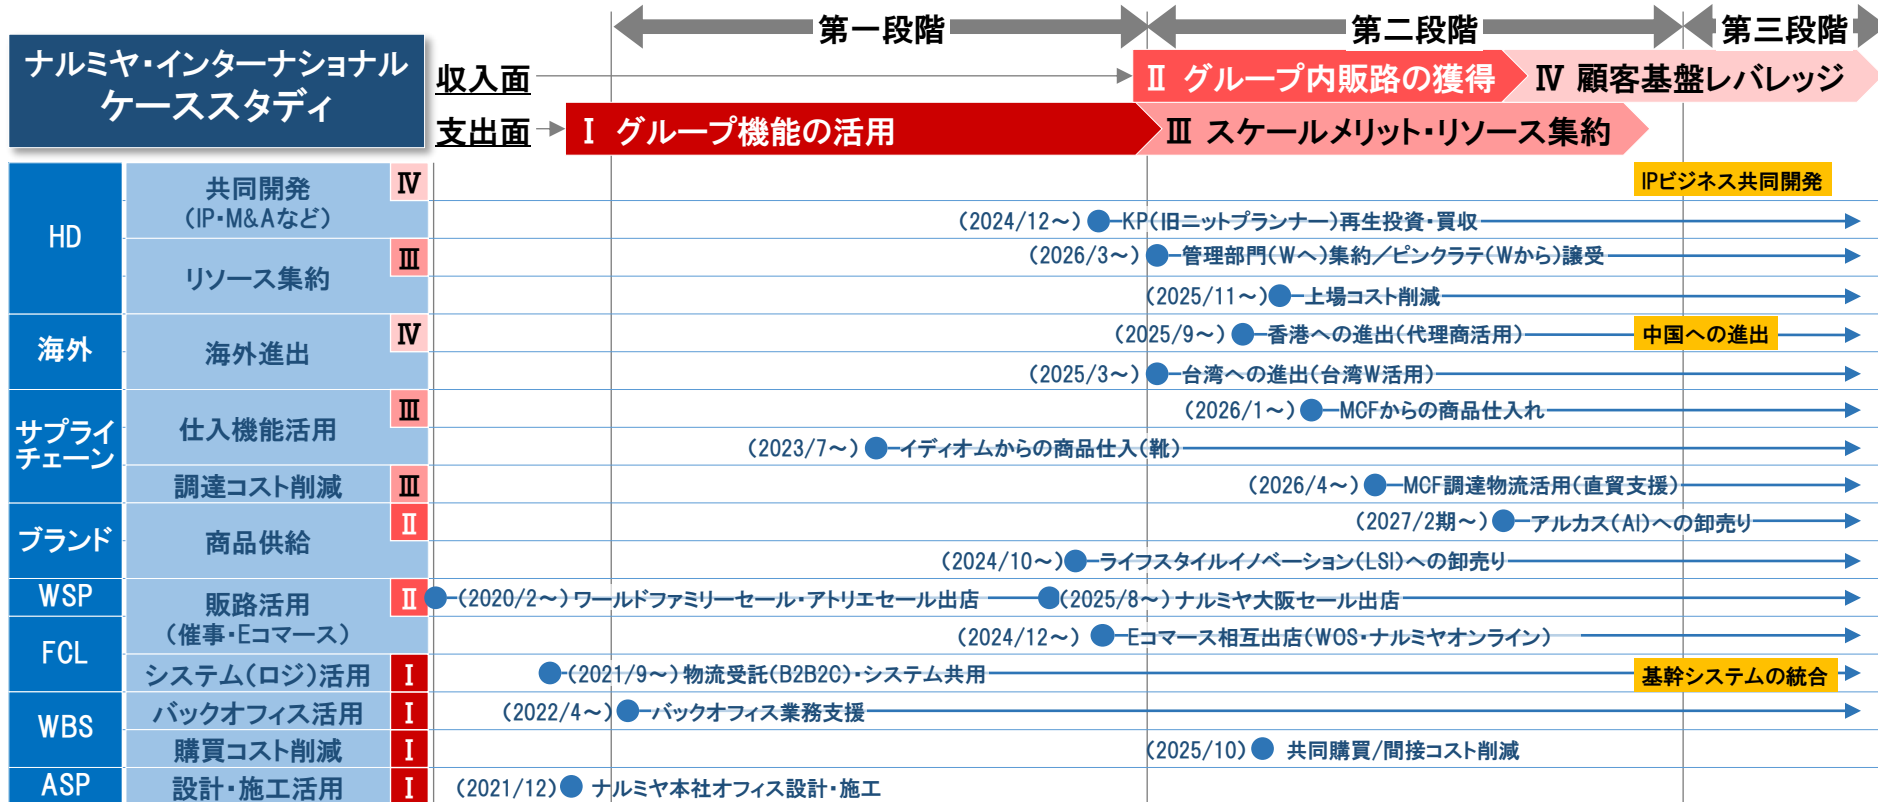 第一段階
第二段階
第三段階
ナルミヤ・インターナショナル
ケーススタディ
収入面
Ⅱ グループ内販路の獲得
Ⅳ 顧客基盤レバレッジ
支出面
Ⅰ グループ機能の活用
Ⅲ スケールメリット・リソース集約
HD
共同開発
(IP・M&Aなど)
Ⅳ
IPビジネス共同開発
(2024/12～) KP(旧ニットプランナー)再生投資・買収
リソース集約
Ⅲ
(2026/3～) 管理部門(Wへ)集約／ピンクラテ(Wから)譲受
(2025/11～) 上場コスト削減
海外
海外進出
Ⅳ
(2025/9～) 香港への進出(代理商活用)
中国への進出
(2025/3～) 台湾への進出(台湾W活用)
サプライ
チェーン
仕入機能活用
Ⅲ
(2026/1～) MCFからの商品仕入れ
(2023/7～) イディオムからの商品仕入(靴)
調達コスト削減
Ⅲ
(2026/4～) MCF調達物流活用(直貿支援)
ブランド
商品供給
Ⅱ
(2027/2期～) アルカス(AI)への卸売り
(2024/10～) ライフスタイルイノベーション(LSI)への卸売り
WSP
販路活用
(催事・Eコマース)
Ⅱ
(2020/2～) ワールドファミリーセール・アトリエセール出店
(2025/8～) ナルミヤ大阪セール出店
FCL
(2024/12～) Eコマース相互出店(WOS・ナルミヤオンライン)
システム(ロジ)活用
Ⅰ
(2021/9～) 物流受託(B2B2C)・システム共用
基幹システムの統合
WBS
バックオフィス活用
Ⅰ
(2022/4～) バックオフィス業務支援
購買コスト削減
Ⅰ
(2025/10) 共同購買/間接コスト削減
ASP
設計・施工活用
Ⅰ
(2021/12) ナルミヤ本社オフィス設計・施工